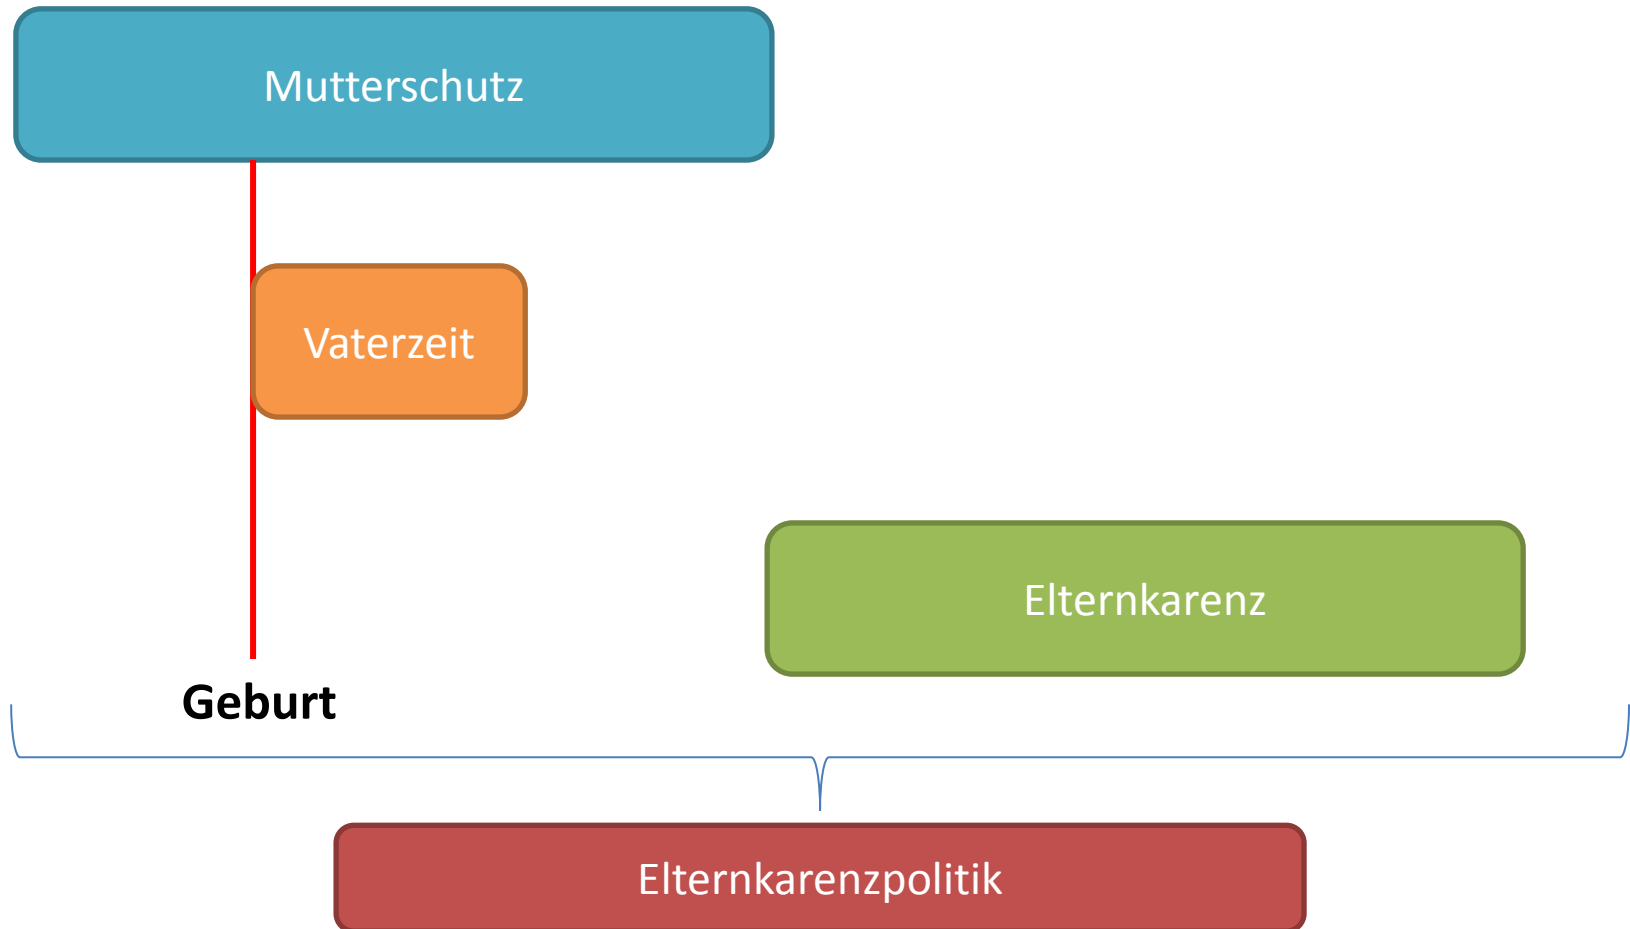 Mutterschutz
Vaterzeit
Elternkarenz
Geburt
Elternkarenzpolitik